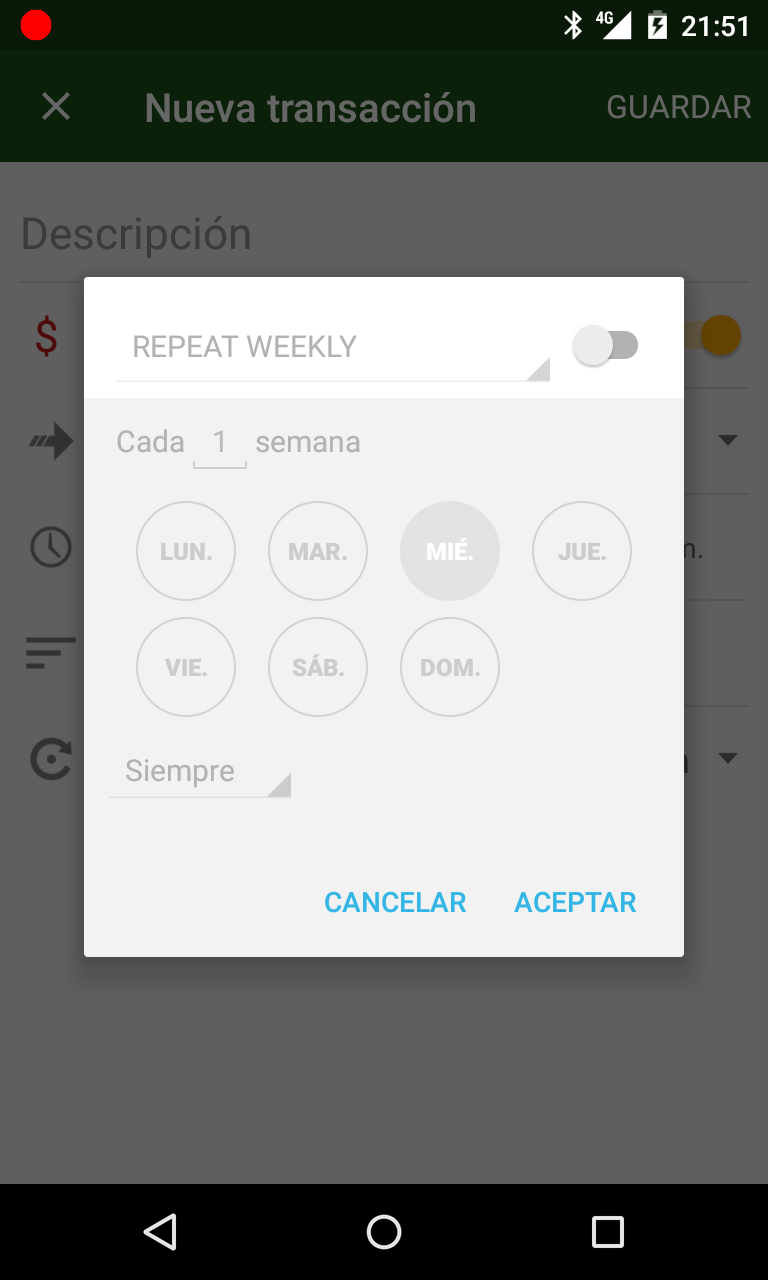 4G 21:51
Nueva transacción GUARDAR
Descripción
$
REPEAT WEEKLY
Cada 1 semana
LUN. MAR. MIÉ. JUE.
VIE. SÁB. DOM.
Siempre
CANCELAR ACEPTAR